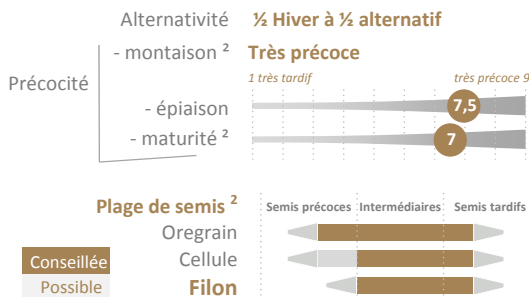 Alternativité ½ Hiver à ½ alternatif
- montaison ² Très précoce
1 très tardif très précoce 9
Précocité
- épiaison 7,5
- maturité ² 7
Plage de semis ² Semis précoces Intermédiaires Semis tardifs
Oregrain
Conseillée Cellule
Possible Filon